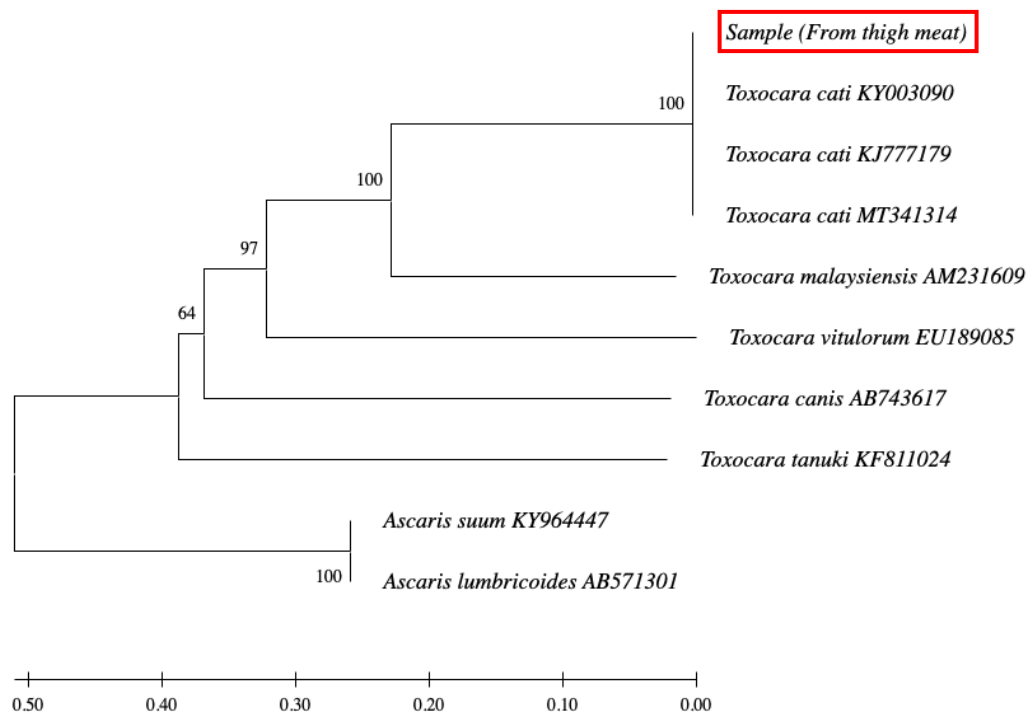 Sample (From thigh meat)
100
Toxocara cati KY003090
Toxocara cati KJ777179
100
Toxocara cati MT341314
97
Toxocara malaysiensis AM231609
64
Toxocara vitulorum EU189085
Toxocara canis AB743617
Toxocara tanuki KF811024
Ascaris suum KY964447
100
Ascaris lumbricoides AB571301
0.50 0.40 0.30 0.20 0.10 0.00